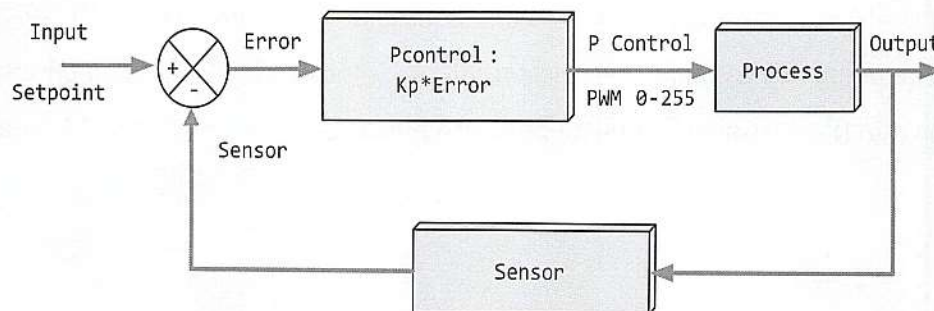 Input
Setpoint
+
-
Error
Sensor
Pcontrol:
Kp*Error
P Control
PWM 0-255
Process
Output
Sensor